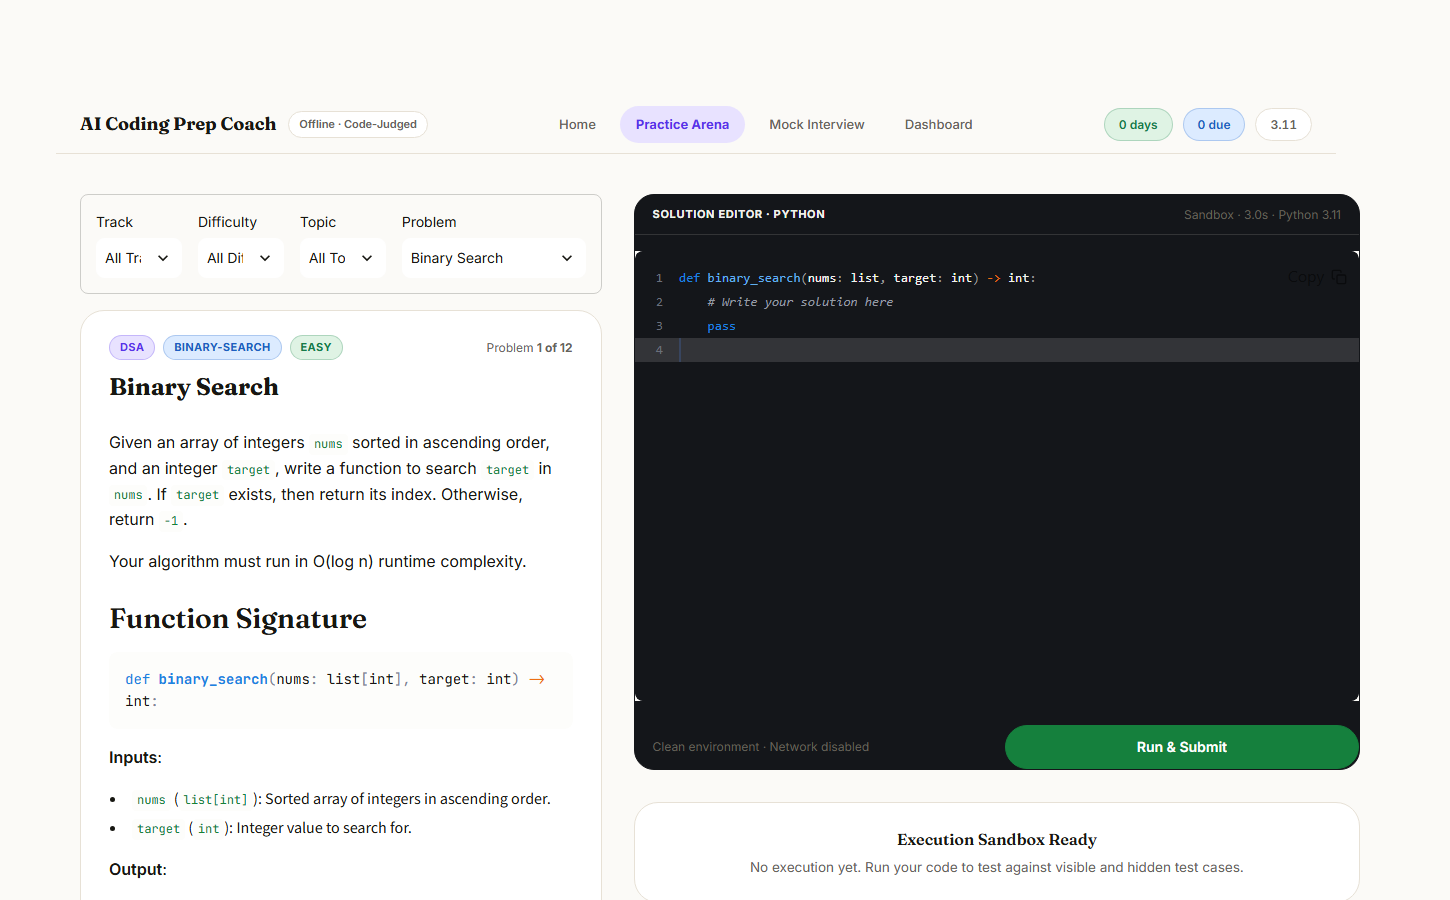 AI Coding Prep Coach
Offline · Code-Judged
Home
Practice Arena
Mock Interview
Dashboard
0 days
0 due
3.11
Track
Difficulty
Topic
Problem
All Tra
All Dif
All To
Binary Search
DSA
BINARY-SEARCH
EASY
Problem 1 of 12
Binary Search
Given an array of integers nums sorted in ascending order,
and an integer target , write a function to search target in
nums . If target exists, then return its index. Otherwise,
return -1 .
Your algorithm must run in O(log n) runtime complexity.
Function Signature
def binary_search(nums: list[int], target: int) ->
int:
Inputs:
• nums ( list[int] ): Sorted array of integers in ascending order.
• target ( int ): Integer value to search for.
Output:
SOLUTION EDITOR · PYTHON
Sandbox · 3.0s · Python 3.11
Copy
1 def binary_search(nums: list, target: int) -> int:
2 # Write your solution here
3 pass
4
Clean environment · Network disabled
Run & Submit
Execution Sandbox Ready
No execution yet. Run your code to test against visible and hidden test cases.